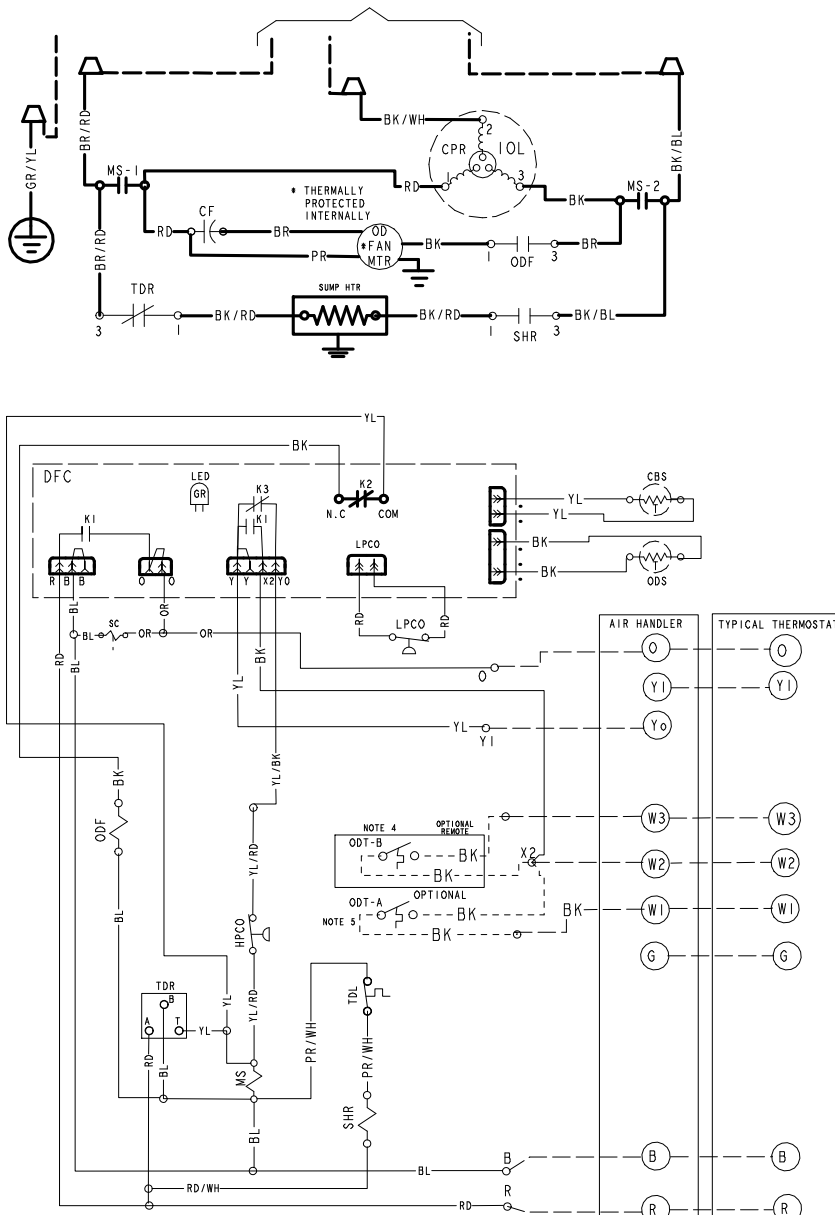 GR/YL
BR/RD
BK/WH
2
CPR
IOL
BK/BL
MS-1
1
3
RD
BK
MS-2
* THERMALLY
PROTECTED
INTERNALLY
CF
RD
BR
OD
*FAN
MTR
PR
BK
1
ODF
3
BR
BR/RD
TDR
3
1
BK/RD
SUMP HTR
BK/RD
1
SHR
3
BK/BL
YL
BK
DFC
LED
GR
K3
K1
K2
N.C
COM
K1
LPCO
R B B
O O
Y Y X2 YO
YL
YL
CBS
BK
BK
ODS
BL
OR
RD
LPCO
RD
BL
SC
OR
OR
RD
BL
YL
BK
O
YL
Y1
YL/BK
AIR HANDLER
TYPICAL THERMOSTAT
O
O
Y1
Y1
Yo
W3
W3
W2
W2
W1
W1
G
G
B
B
R
R
BK
ODF
BL
NOTE 4
OPTIONAL
REMOTE
ODT-B
BK
BK
X2
ODT-A
OPTIONAL
BK
NOTE 5
BK
BK
YL/RD
HPCO
YL/RD
YL
TDR
B
A
T
YL
RD
BL
MS
BL
PR/WH
TDL
PR/WH
SHR
BL
B
RD/WH
RD
R